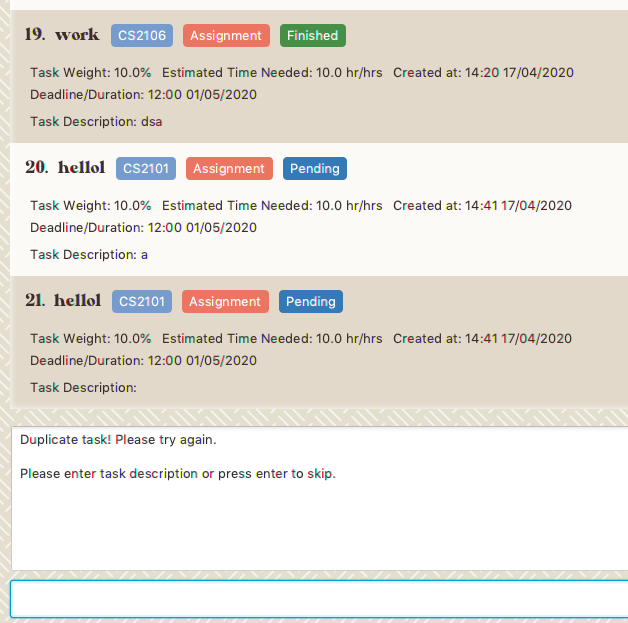 19. work CS2106 Assignment Finished
Task Weight: 10.0% Estimated Time Needed: 10.0 hr/hrs Created at: 14:20 17/04/2020
Deadline/Duration: 12:00 01/05/2020
Task Description: dsa
20. hellol CS2101 Assignment Pending
Task Weight: 10.0% Estimated Time Needed: 10.0 hr/hrs Created at: 14:41 17/04/2020
Deadline/Duration: 12:00 01/05/2020
Task Description: a
21. hellol CS2101 Assignment Pending
Task Weight: 10.0% Estimated Time Needed: 10.0 hr/hrs Created at: 14:41 17/04/2020
Deadline/Duration: 12:00 01/05/2020
Task Description:
Duplicate task! Please try again.
Please enter task description or press enter to skip.